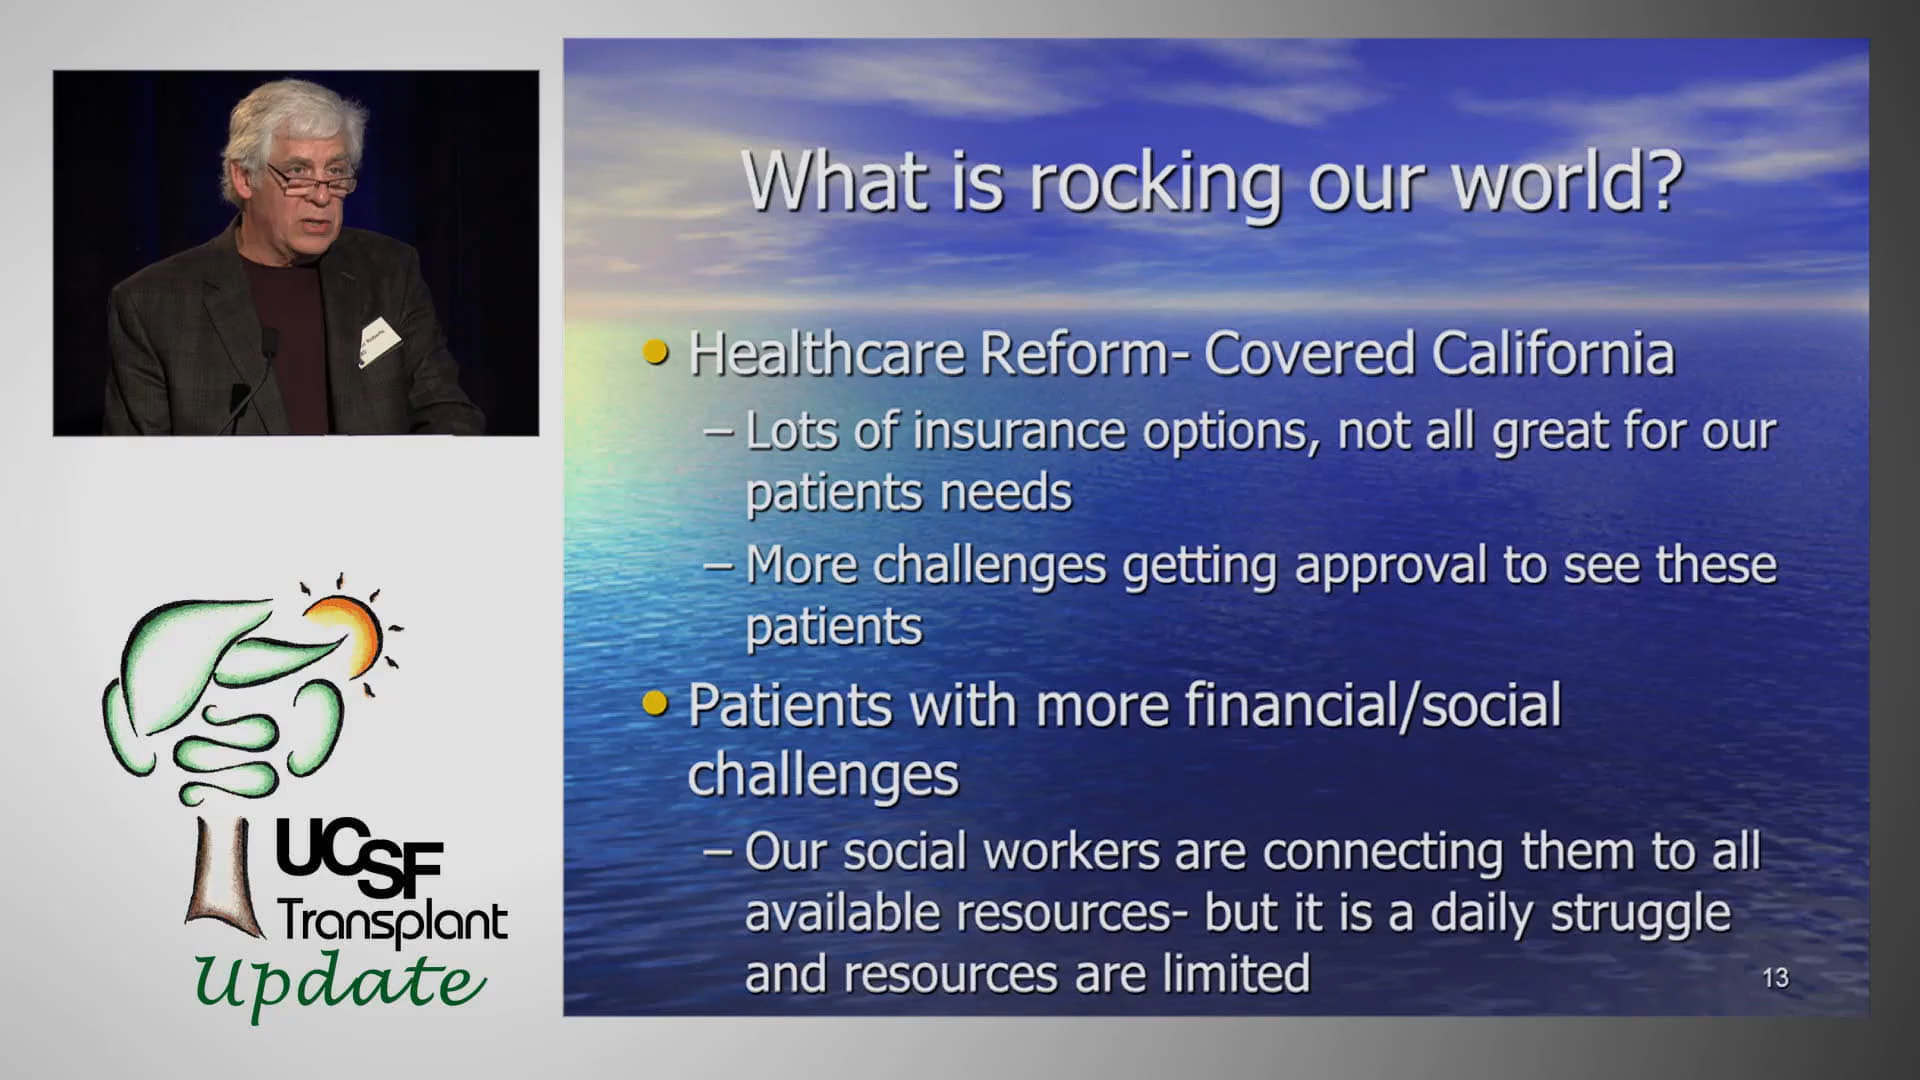 What is rocking our world?
• Healthcare Reform- Covered California
– Lots of insurance options, not all great for our
patients needs
– More challenges getting approval to see these
patients
• Patients with more financial/social
challenges
– Our social workers are connecting them to all
available resources- but it is a daily struggle
and resources are limited
13
UCSF
Transplant
Update